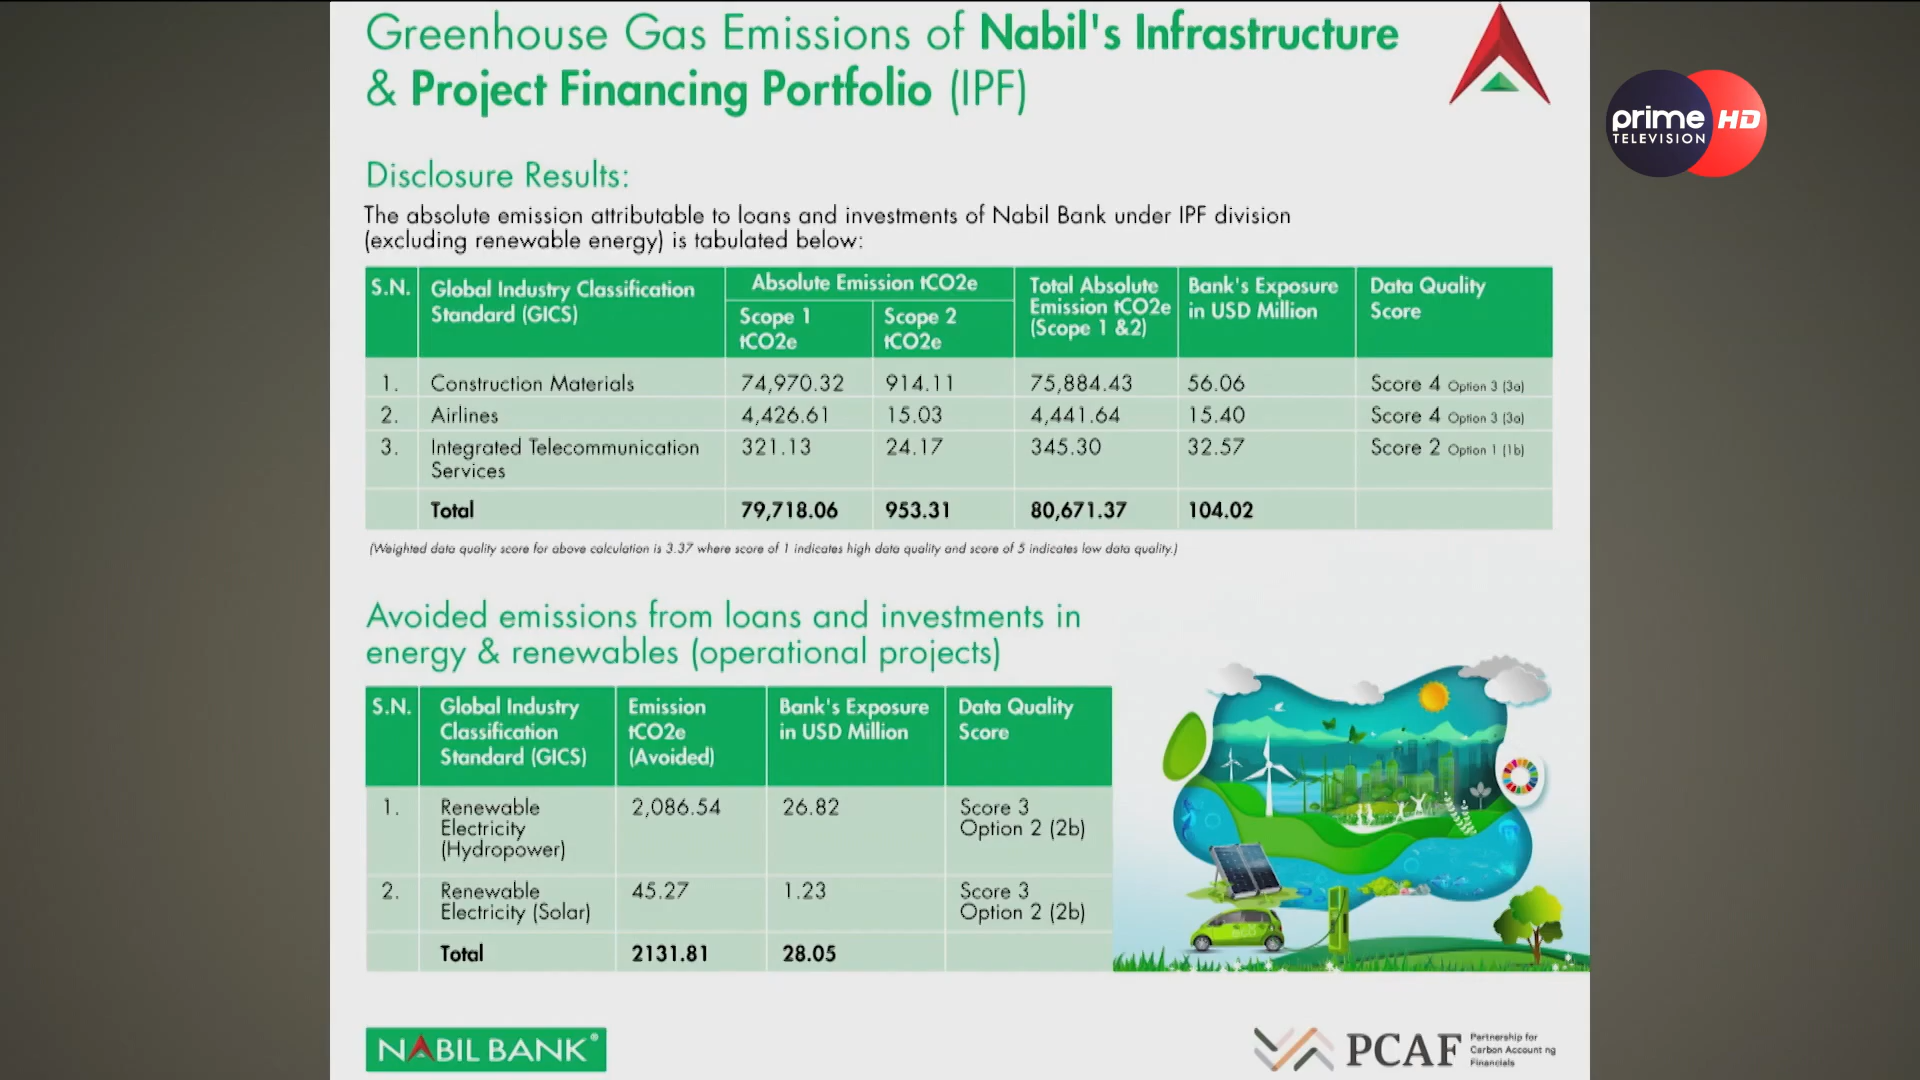 Greenhouse Gas Emissions of Nabil's Infrastructure
& Project Financing Portfolio (IPF)
prime HD
TELEVISION
Disclosure Results:
The absolute emission attributable to loans and investments of Nabil Bank under IPF division
(excluding renewable energy) is tabulated below:
S.N. Global Industry Classification Standard (GICS) Absolute Emission tCO2e Total Absolute Emission tCO2e (Scope 1 &2) Bank's Exposure in USD Million Data Quality Score
Scope 1 tCO2e Scope 2 tCO2e
1. Construction Materials 74,970.32 914.11 75,884.43 56.06 Score 4 Option 3 (3a)
2. Airlines 4,426.61 15.03 4,441.64 15.40 Score 4 Option 3 (3a)
3. Integrated Telecommunication Services 321.13 24.17 345.30 32.57 Score 2 Option 1 (1b)
Total 79,718.06 953.31 80,671.37 104.02
(Weighted data quality score for above calculation is 3.37 where score of 1 indicates high data quality and score of 5 indicates low data quality.)
Avoided emissions from loans and investments in
energy & renewables (operational projects)
S.N. Global Industry Classification Standard (GICS) Emission tCO2e (Avoided) Bank's Exposure in USD Million Data Quality Score
1. Renewable Electricity (Hydropower) 2,086.54 26.82 Score 3 Option 2 (2b)
2. Renewable Electricity (Solar) 45.27 1.23 Score 3 Option 2 (2b)
Total 2131.81 28.05
NABIL BANK®
PCAF Partnership for
Carbon Account ng
Financials